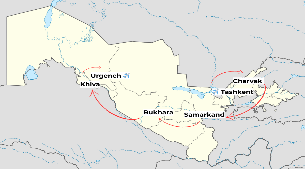 Charvak
Urgench
Khiva
Tashkent
Bukhara
Samarkand